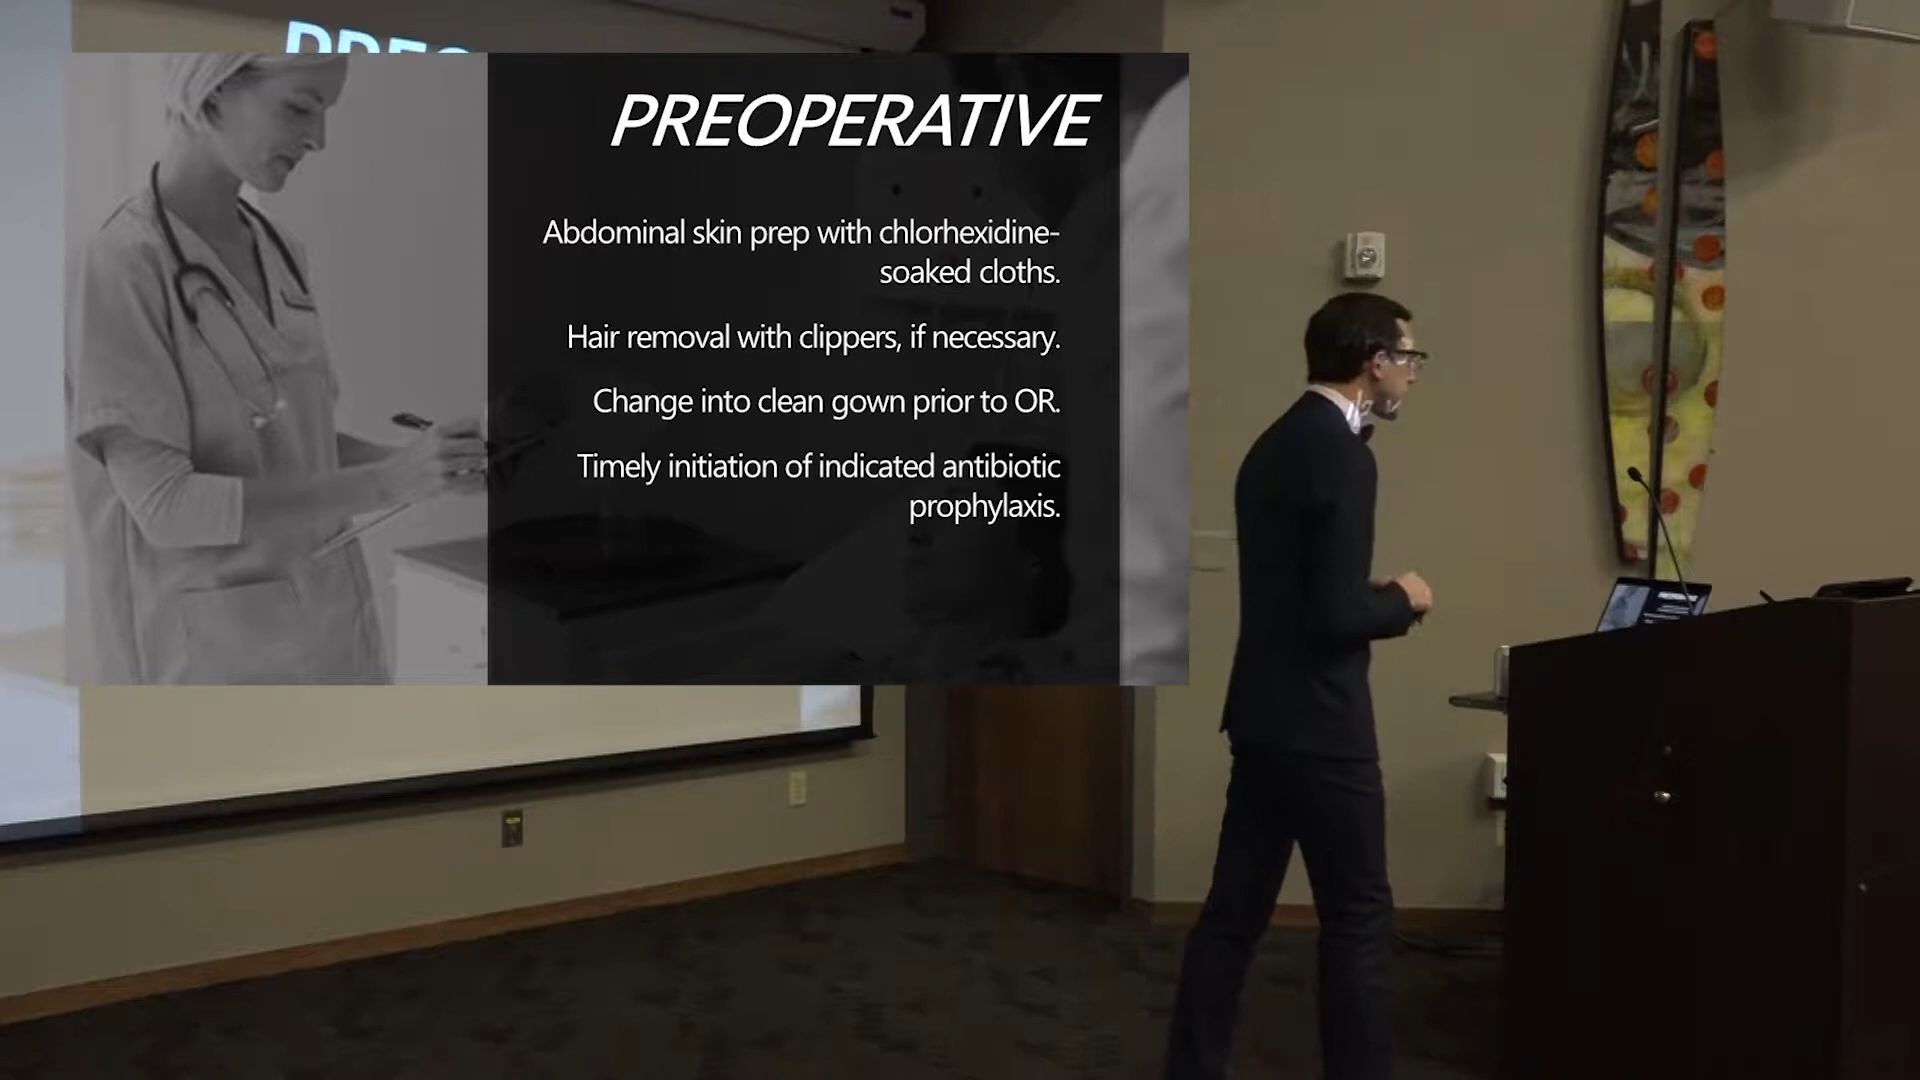 PREOPERATIVE
Abdominal skin prep with chlorhexidine-
soaked cloths.
Hair removal with clippers, if necessary.
Change into clean gown prior to OR.
Timely initiation of indicated antibiotic
prophylaxis.